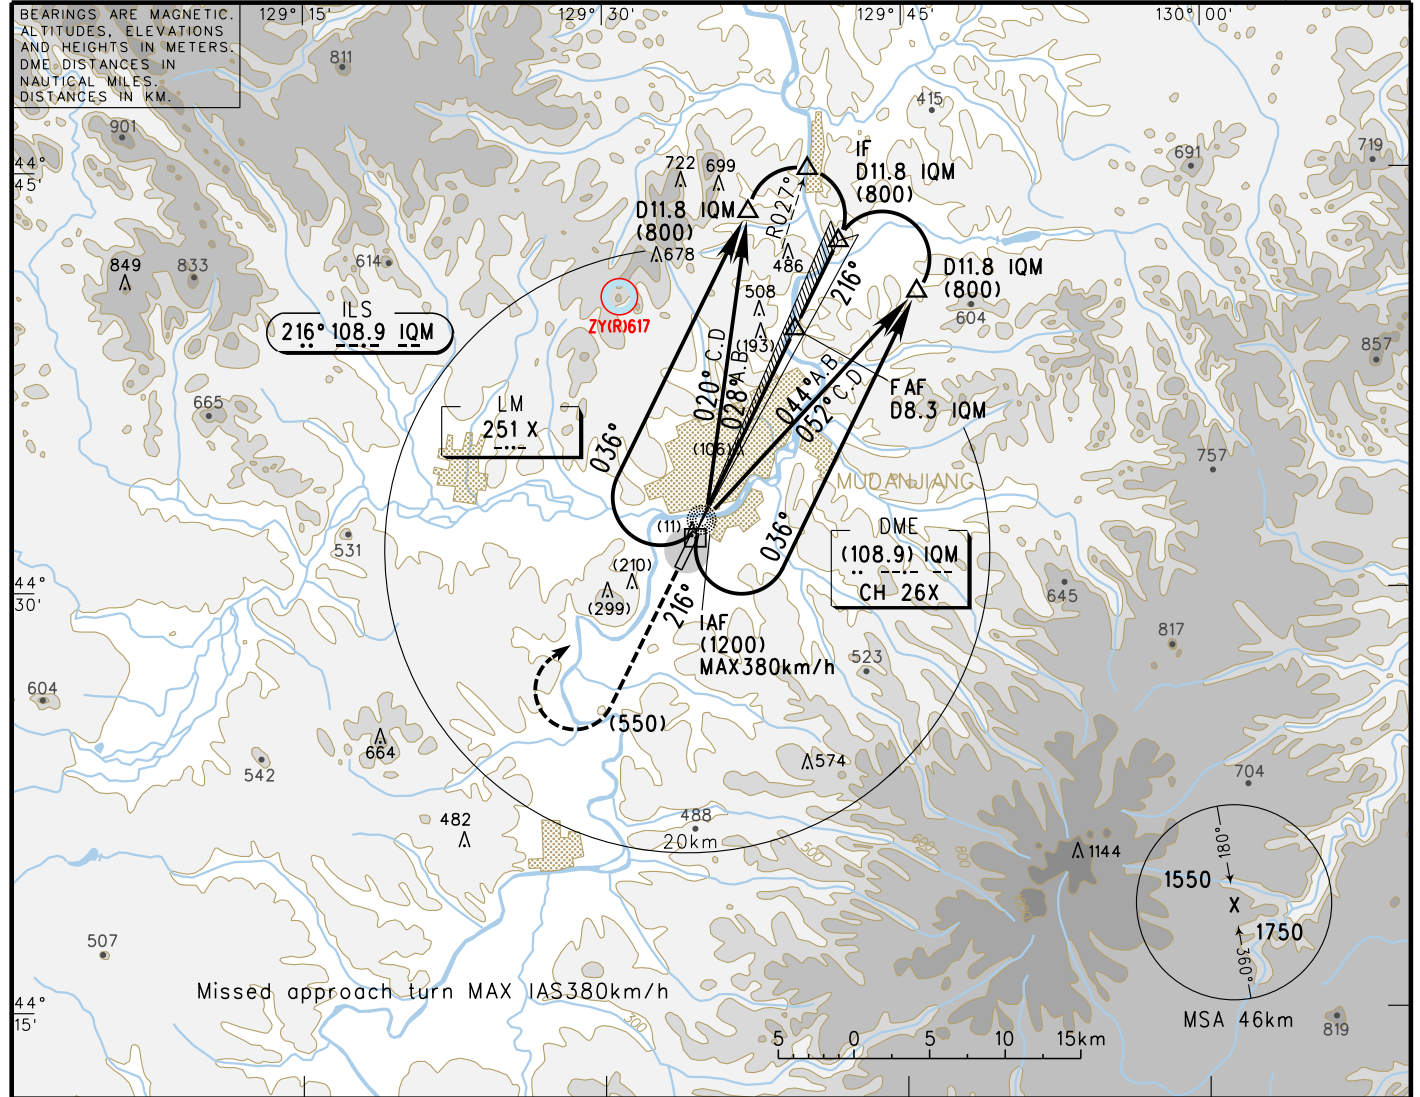 BEARINGS ARE MAGNETIC.
ALTITUDES, ELEVATIONS
AND HEIGHTS IN METERS.
DME DISTANCES IN
NAUTICAL MILES.
DISTANCES IN KM.
129° 15'
129° 30'
129° 45'
130° 00'
811
901
415
44°
45'
722
699
IF
D11.8 IQM
(800)
691
719
D11.8 IQM
(800)
R027°
678
486
849
833
614
D11.8 IQM
(800)
604
ZY(R)617
508
(193)
216°
857
ILS
216° 108.9 IQM
020° C.D
028° A.B
044° A.B
052° C.D
FAF
D8.3 IQM
665
LM
251 X
036°
(106)
757
MUDANJIANG
(11)
036°
DME
(108.9) IQM
CH 26X
531
(210)
(299)
44°
30'
216°
IAF
(1200)
MAX380km/h
645
817
523
604
(550)
664
542
574
704
482
488
20km
500
600
800
1144
180°
1550
X
1750
360°
MSA 46km
507
Missed approach turn MAX IAS380km/h
300
44°
15'
819
5 0 5 10 15km